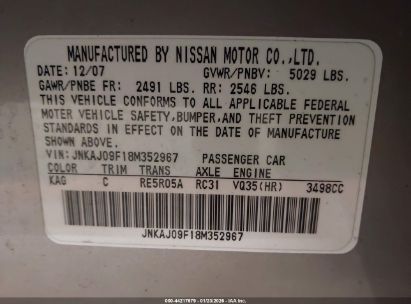 MANUFACTURED BY NISSAN MOTOR CO.,LTD.
DATE: 12/07 GVWR/PNBV: 5029 LBS.
GAWR/PNBE FR: 2491 LBS. RR: 2546 LBS.
THIS VEHICLE CONFORMS TO ALL APPLICABLE FEDERAL
MOTOR VEHICLE SAFETY,BUMPER,AND THEFT PREVENTION
STANDARDS IN EFFECT ON THE DATE OF MANUFACTURE
SHOWN ABOVE.
VIN: JNKAJ09F18M352967 PASSENGER CAR
COLOR TRIM TRANS AXLE ENGINE
KAG C RE5R05A RC31 VQ35(HR) 3498CC
JNKAJ09F18M352967